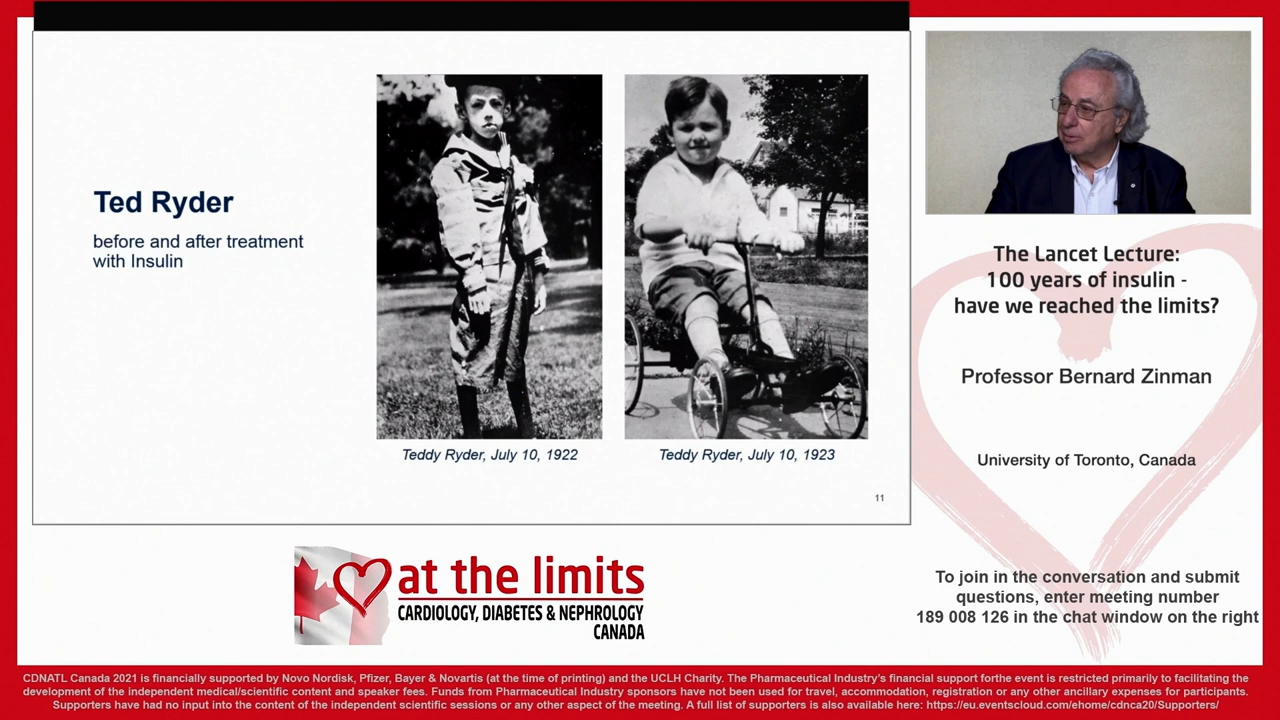 Ted Ryder
before and after treatment
with Insulin
Teddy Ryder, July 10, 1922
Teddy Ryder, July 10, 1923
11
The Lancet Lecture:
100 years of insulin -
have we reached the limits?
Professor Bernard Zinman
University of Toronto, Canada
To join in the conversation and submit
questions, enter meeting number
189 008 126 in the chat window on the right
at the limits
CARDIOLOGY, DIABETES & NEPHROLOGY
CANADA
CDNATL Canada 2021 is financially supported by Novo Nordisk, Pfizer, Bayer & Novartis (at the time of printing) and the UCLH Charity. The Pharmaceutical Industry's financial support forthe event is restricted primarily to facilitating the
development of the independent medical/scientific content and speaker fees. Funds from Pharmaceutical Industry sponsors have not been used for travel, accommodation, registration or any other ancillary expenses for participants.
Supporters have had no input into the content of the independent scientific sessions or any other aspect of the meeting. A full list of supporters is also available here: https://eu.eventscloud.com/ehome/cdnca20/Supporters/